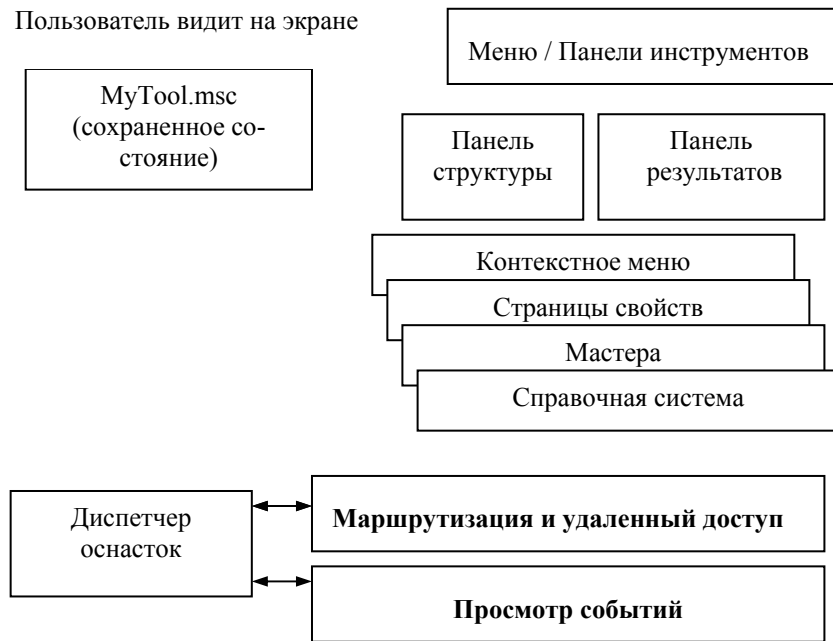 Пользователь видит на экране
Меню / Панели инструментов
MyTool.msc
(сохраненное со-
стояние)
Панель
структуры
Панель
результатов
Контекстное меню
Страницы свойств
Мастера
Справочная система
Диспетчер
оснасток
Маршрутизация и удаленный доступ
Просмотр событий